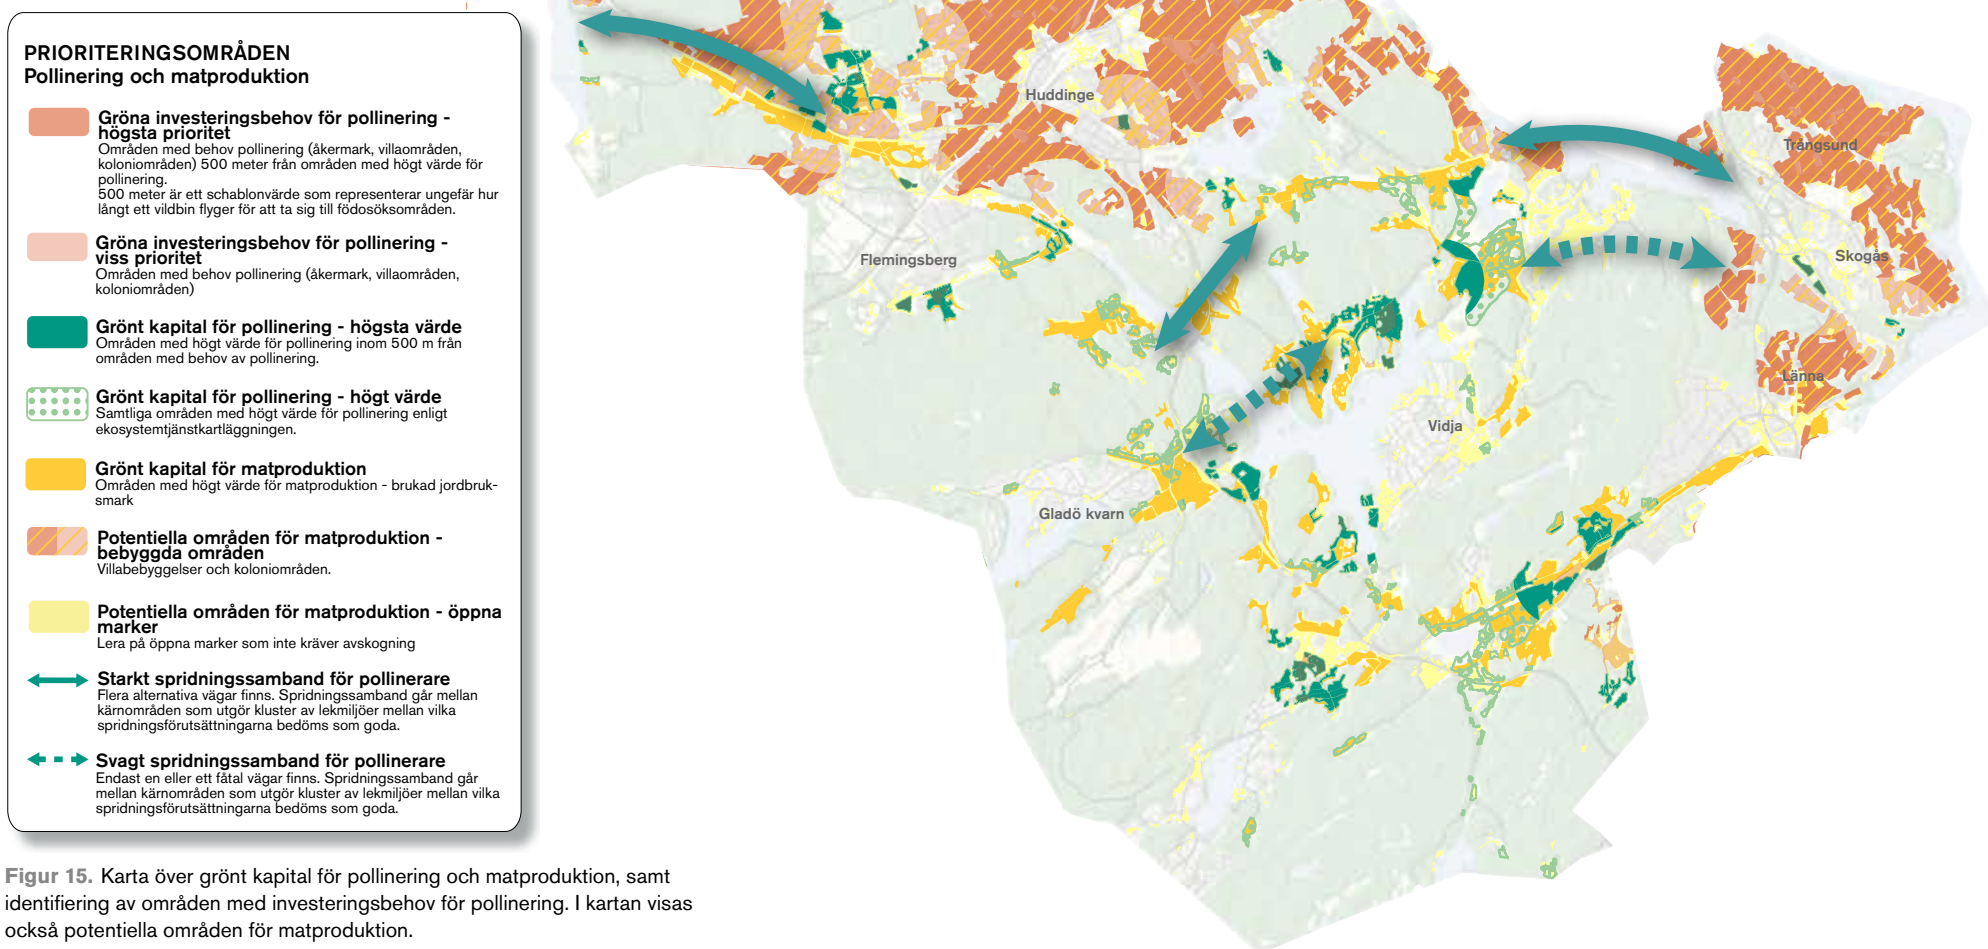 PRIORITERINGSOMRÅDEN
Pollinering och matproduktion
Gröna investeringsbehov för pollinering -
högsta prioritet
Områden med behov pollinering (åkermark, villaområden,
koloniområden) 500 meter från områden med högt värde för
pollinering.
500 meter är ett schablonvärde som representerar ungefär hur
långt ett vildbin flyger för att ta sig till födosöksområden.
Gröna investeringsbehov för pollinering -
viss prioritet
Områden med behov pollinering (åkermark, villaområden,
koloniområden)
Grönt kapital för pollinering - högsta värde
Områden med högt värde för pollinering inom 500 m från
områden med behov av pollinering.
Grönt kapital för pollinering - högt värde
Samtliga områden med högt värde för pollinering enligt
ekosystemtjänstkartläggningen.
Grönt kapital för matproduktion
Områden med högt värde för matproduktion - brukad jordbruk-
smark
Potentiella områden för matproduktion -
bebyggda områden
Villabebyggelser och koloniområden.
Potentiella områden för matproduktion - öppna
marker
Lera på öppna marker som inte kräver avskogning
Starkt spridningssamband för pollinerare
Flera alternativa vägar finns. Spridningssamband går mellan
kärnområden som utgör kluster av lekmiljöer mellan vilka
spridningsförutsättningarna bedöms som goda.
Svagt spridningssamband för pollinerare
Endast en eller ett fåtal vägar finns. Spridningssamband går
mellan kärnområden som utgör kluster av lekmiljöer mellan vilka
spridningsförutsättningarna bedöms som goda.
Huddinge
Trångsund
Flemingsberg
Skogås
Länna
Vidja
Gladö kvarn
Figur 15. Karta över grönt kapital för pollinering och matproduktion, samt
identifiering av områden med investeringsbehov för pollinering. I kartan visas
också potentiella områden för matproduktion.